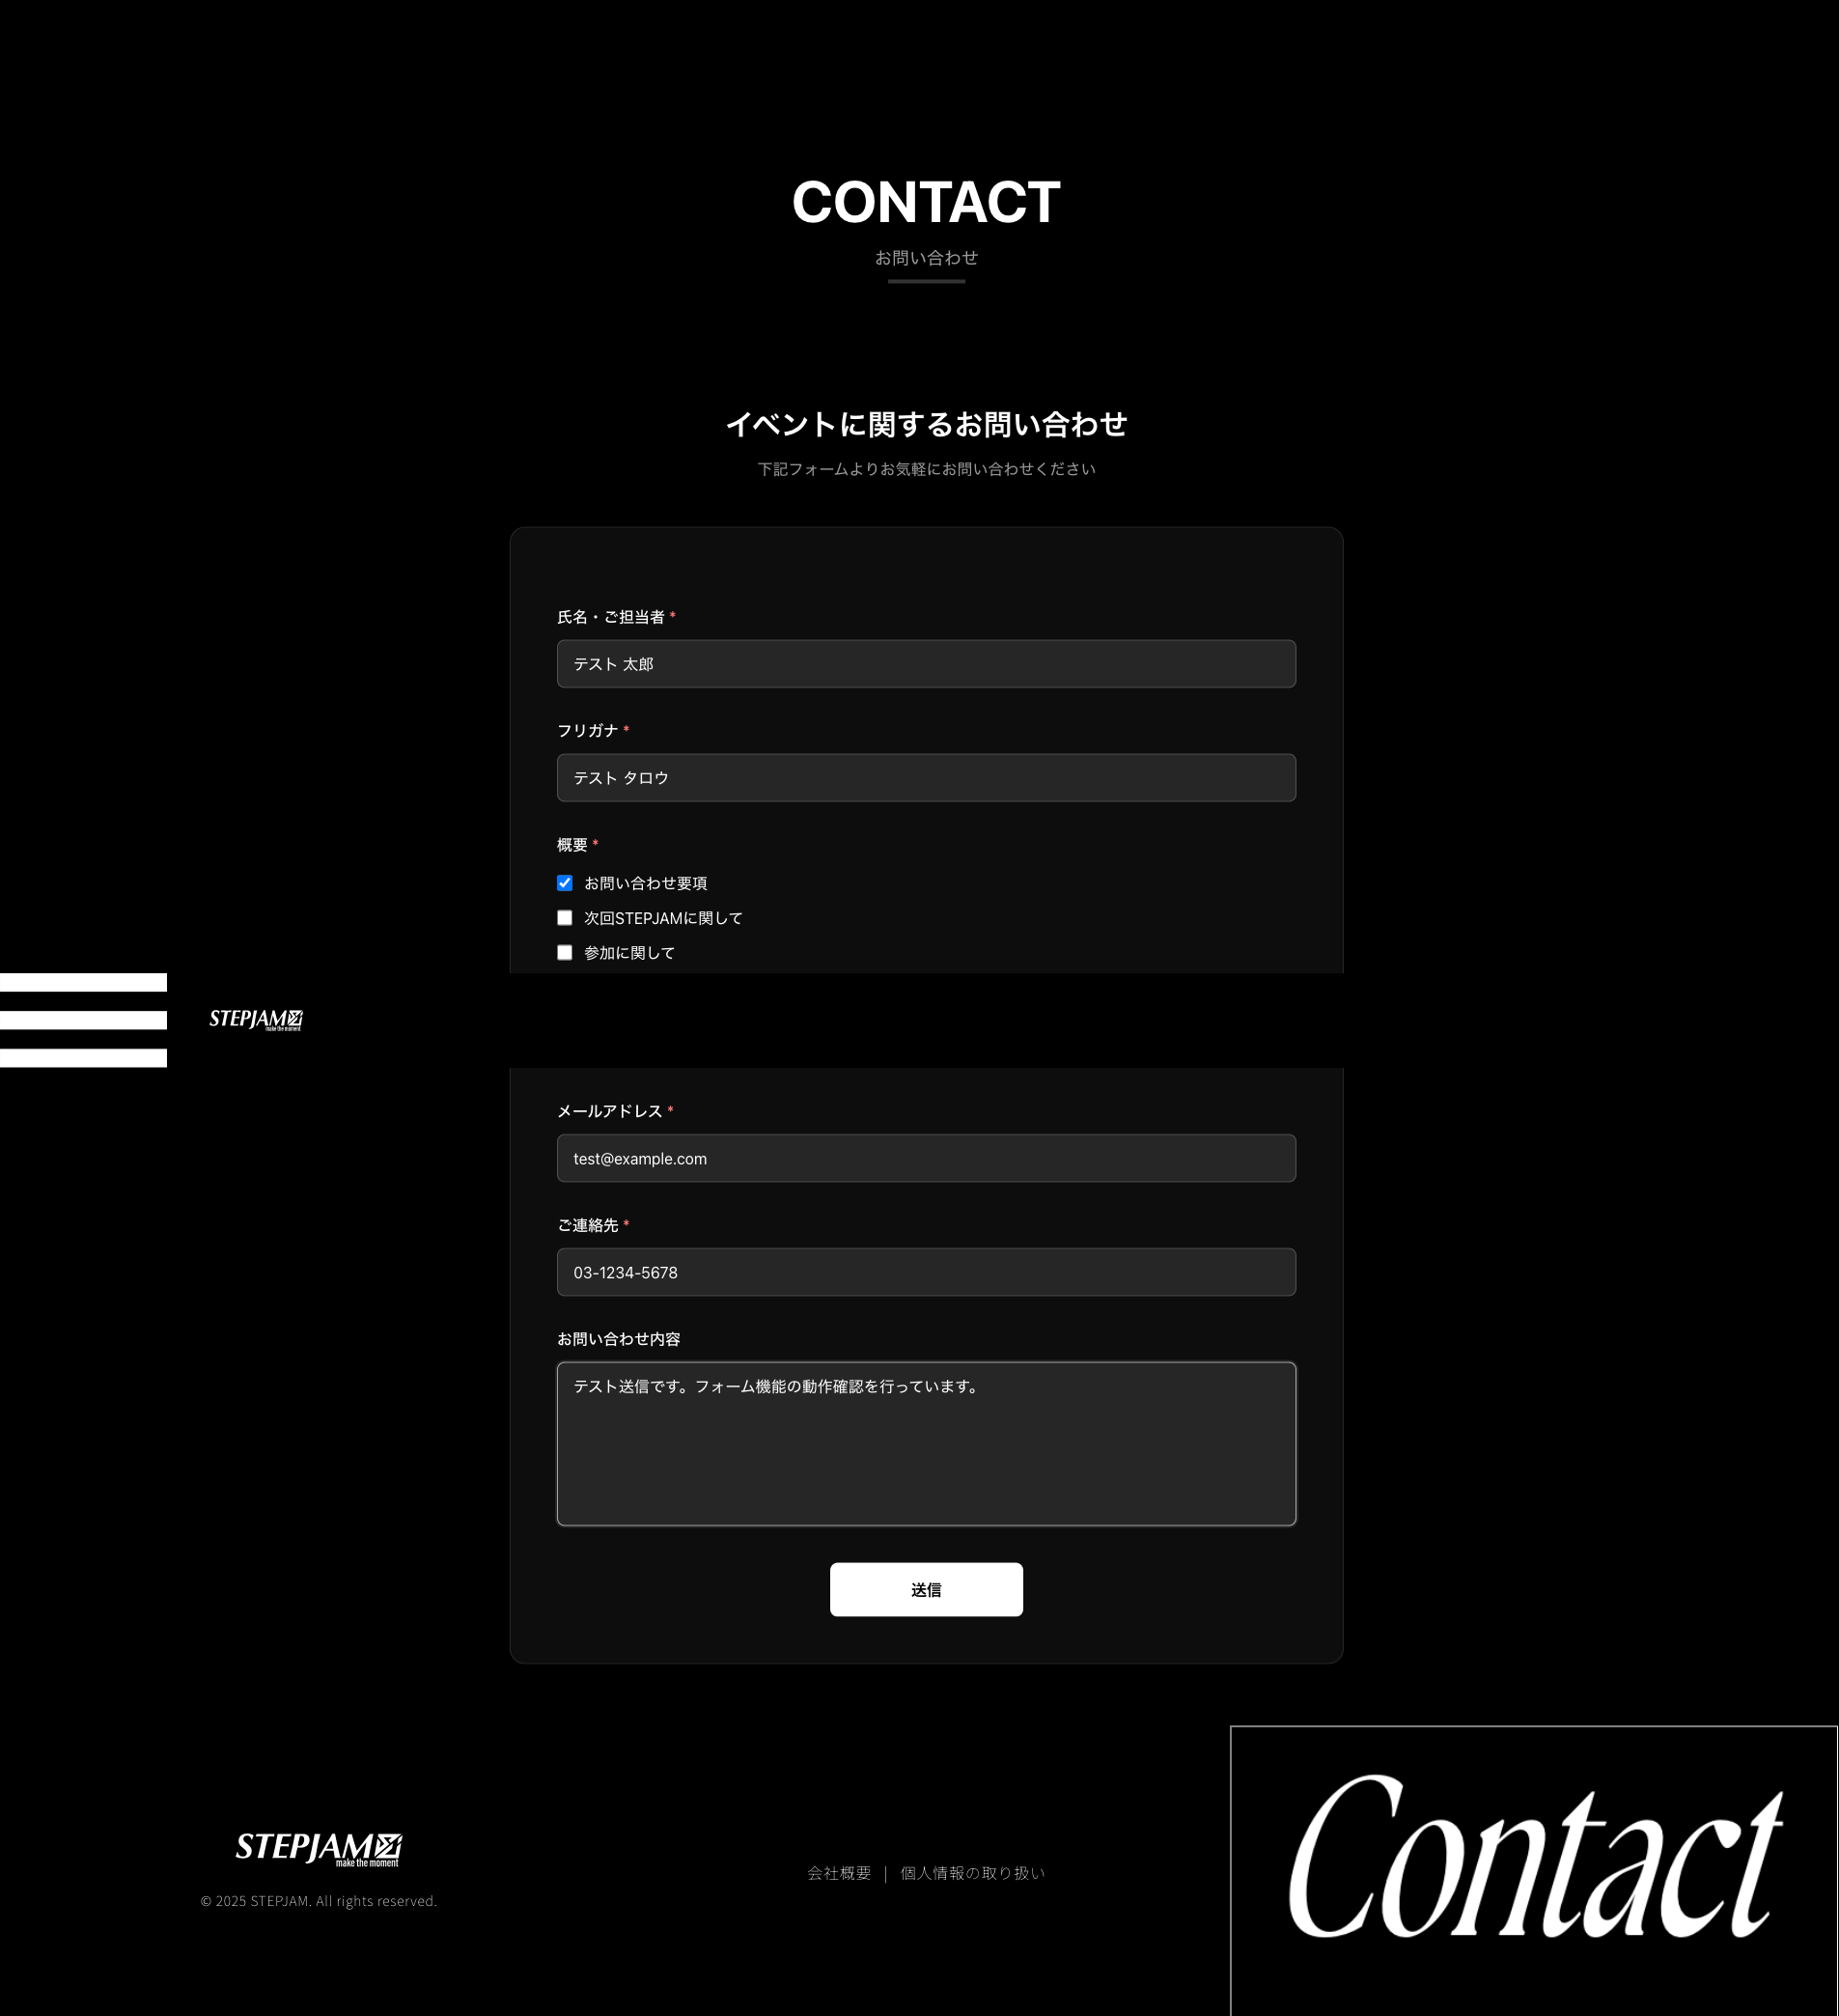 CONTACT
お問い合わせ
イベントに関するお問い合わせ
下記フォームよりお気軽にお問い合わせください
氏名・ご担当者 *
テスト 太郎
フリガナ *
テスト タロウ
概要 *
お問い合わせ要項
次回STEPJAMに関して
参加に関して
STEPJAM
make the moment
メールアドレス *
test@example.com
ご連絡先 *
03-1234-5678
お問い合わせ内容
テスト送信です。フォーム機能の動作確認を行っています。
送信
STEPJAM
make the moment
© 2025 STEPJAM. All rights reserved.
会社概要 | 個人情報の取り扱い
Contact